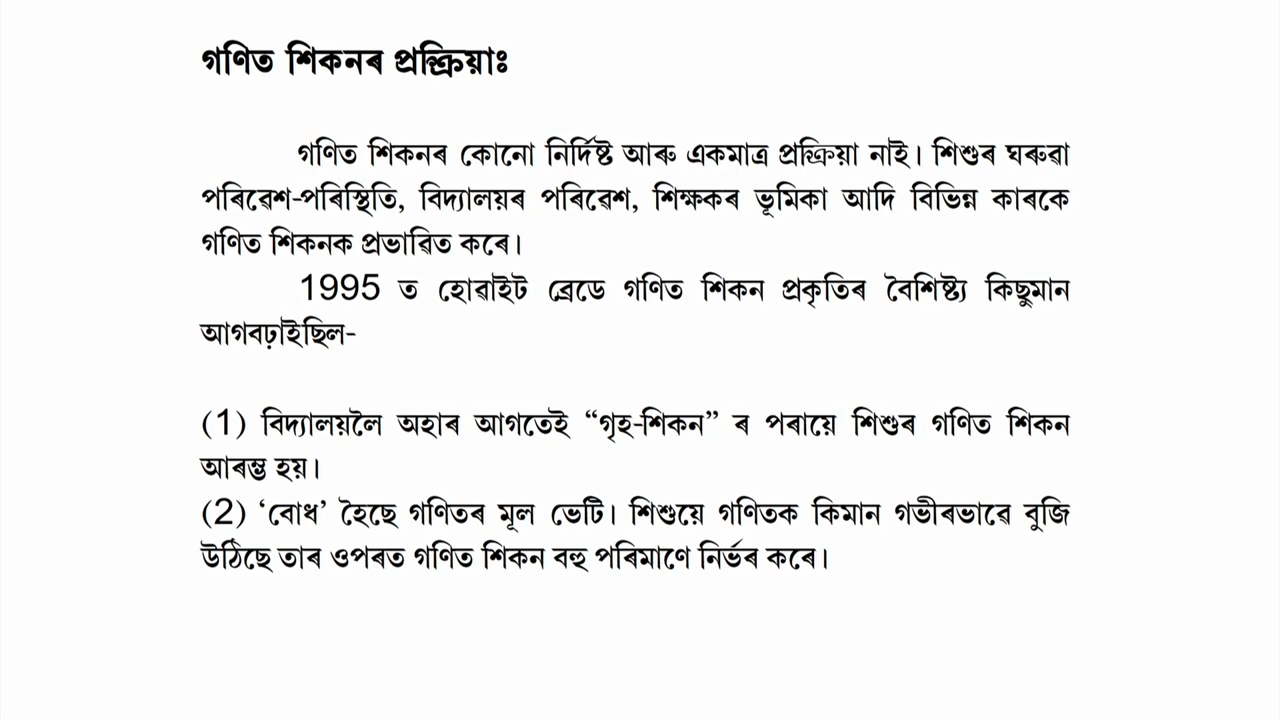 গণিত শিকনৰ প্ৰক্ৰিয়াঃ
গণিত শিকনৰ কোনো নিৰ্দিষ্ট আৰু একমাত্ৰ প্ৰক্ৰিয়া নাই। শিশুৰ ঘৰুৱা
পৰিৱেশ-পৰিস্থিতি, বিদ্যালয়ৰ পৰিৱেশ, শিক্ষকৰ ভূমিকা আদি বিভিন্ন কাৰকে
গণিত শিকনক প্ৰভাৱিত কৰে।
1995 ত হোৱাইট ব্ৰেডে গণিত শিকন প্ৰকৃতিৰ বৈশিষ্ট্য কিছুমান
আগবঢ়াইছিল-
(1) বিদ্যালয়লৈ অহাৰ আগতেই “গৃহ-শিকন” ৰ পৰায়ে শিশুৰ গণিত শিকন
আৰম্ভ হয়।
(2) ‘বোধ’ হৈছে গণিতৰ মূল ভেটি। শিশুয়ে গণিতক কিমান গভীৰভাৱে বুজি
উঠিছে তাৰ ওপৰত গণিত শিকন বহু পৰিমাণে নিৰ্ভৰ কৰে।